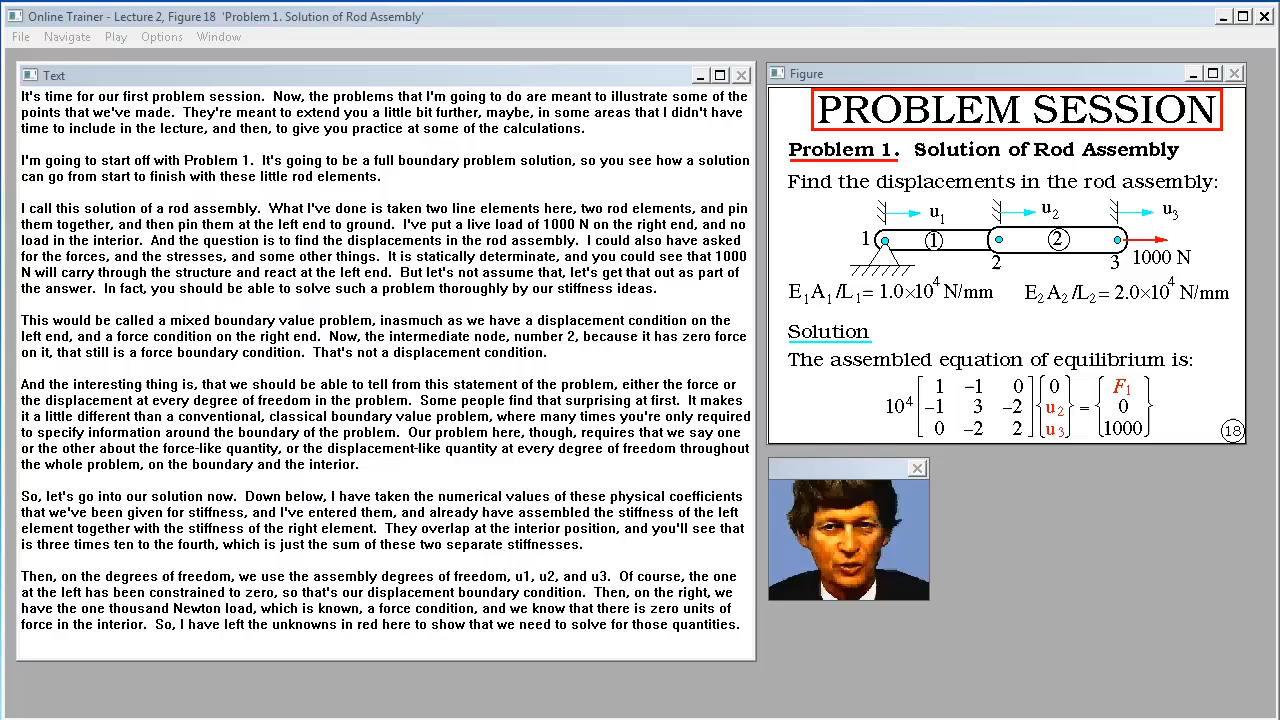 Online Trainer - Lecture 2, Figure 18 'Problem 1. Solution of Rod Assembly'
File Navigate Play Options Window
Text
It's time for our first problem session. Now, the problems that I'm going to do are meant to illustrate some of the
points that we've made. They're meant to extend you a little bit further, maybe, in some areas that I didn't have
time to include in the lecture, and then, to give you practice at some of the calculations.
I'm going to start off with Problem 1. It's going to be a full boundary problem solution, so you see how a solution
can go from start to finish with these little rod elements.
I call this solution of a rod assembly. What I've done is taken two line elements here, two rod elements, and pin
them together, and then pin them at the left end to ground. I've put a live load of 1000 N on the right end, and no
load in the interior. And the question is to find the displacements in the rod assembly. I could also have asked
for the forces, and the stresses, and some other things. It is statically determinate, and you could see that 1000
N will carry through the structure and react at the left end. But let's not assume that, let's get that out as part of
the answer. In fact, you should be able to solve such a problem thoroughly by our stiffness ideas.
This would be called a mixed boundary value problem, inasmuch as we have a displacement condition on the
left end, and a force condition on the right end. Now, the intermediate node, number 2, because it has zero force
on it, that still is a force boundary condition. That's not a displacement condition.
And the interesting thing is, that we should be able to tell from this statement of the problem, either the force or
the displacement at every degree of freedom in the problem. Some people find that surprising at first. It makes
it a little different than a conventional, classical boundary value problem, where many times you're only required
to specify information around the boundary of the problem. Our problem here, though, requires that we say one
or the other about the force-like quantity, or the displacement-like quantity at every degree of freedom throughout
the whole problem, on the boundary and the interior.
So, let's go into our solution now. Down below, I have taken the numerical values of these physical coefficients
that we've been given for stiffness, and I've entered them, and already have assembled the stiffness of the left
element together with the stiffness of the right element. They overlap at the interior position, and you'll see that
is three times ten to the fourth, which is just the sum of these two separate stiffnesses.
Then, on the degrees of freedom, we use the assembly degrees of freedom, u1, u2, and u3. Of course, the one
at the left has been constrained to zero, so that's our displacement boundary condition. Then, on the right, we
have the one thousand Newton load, which is known, a force condition, and we know that there is zero units of
force in the interior. So, I have left the unknowns in red here to show that we need to solve for those quantities.
Figure
PROBLEM SESSION
Problem 1. Solution of Rod Assembly
Find the displacements in the rod assembly:
u₁ u₂ u₃
1 ① ②
2 3 1000 N
E₁A₁/L₁= 1.0×10⁴ N/mm E₂A₂/L₂= 2.0×10⁴ N/mm
Solution
The assembled equation of equilibrium is:
1 −1 0 0 F₁
10⁴ −1 3 −2 u₂ = 0
0 −2 2 u₃ 1000
18